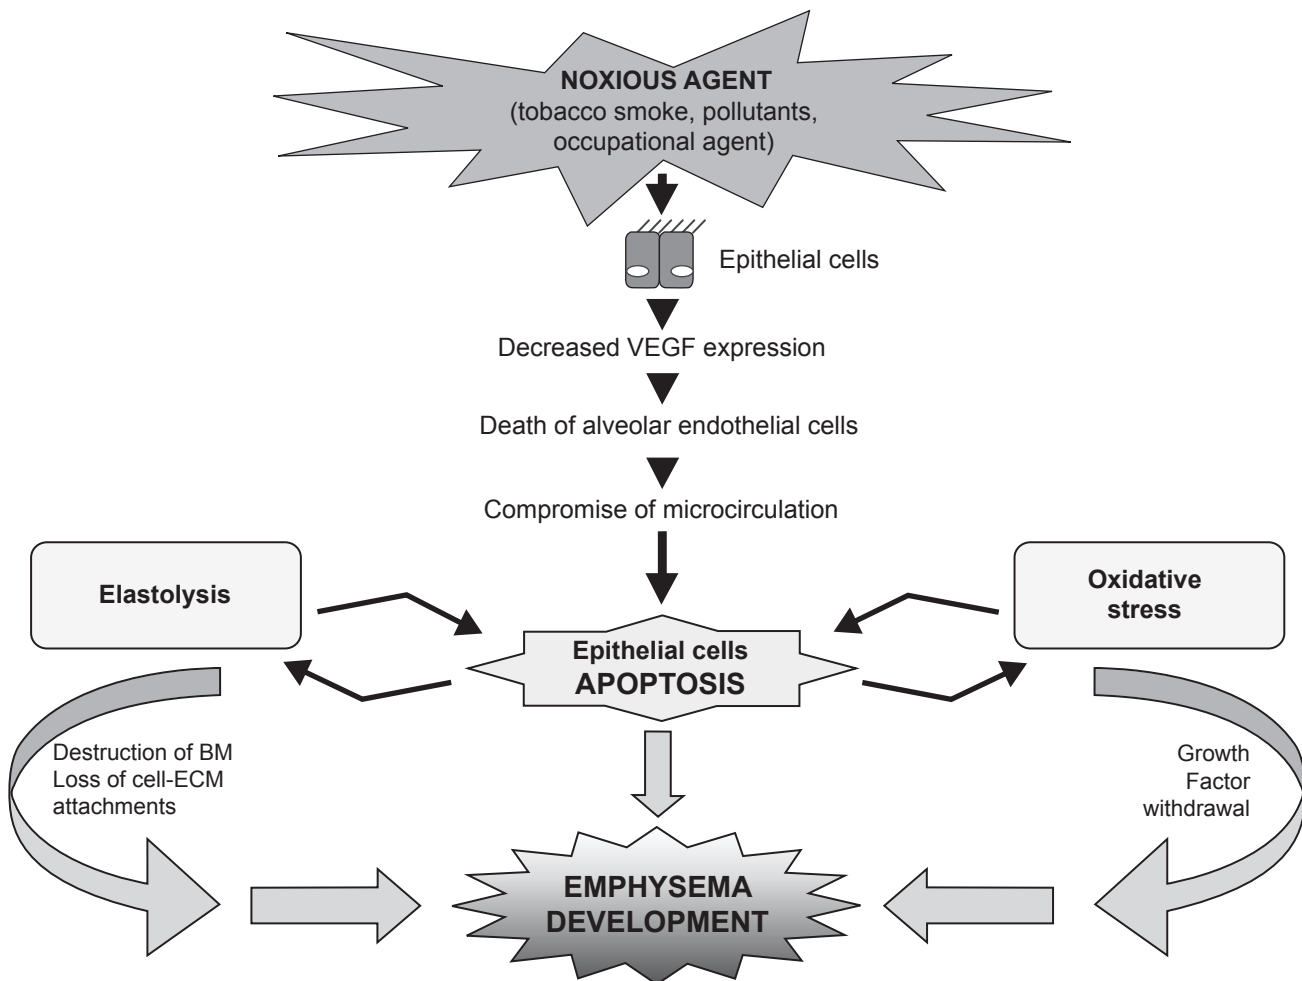 NOXIOUS AGENT
(tobacco smoke, pollutants,
occupational agent)
Epithelial cells
Decreased VEGF expression
Death of alveolar endothelial cells
Compromise of microcirculation
Elastolysis
Oxidative
stress
Epithelial cells
APOPTOSIS
Destruction of BM
Loss of cell-ECM
attachments
Growth
Factor
withdrawal
EMPHYSEMA
DEVELOPMENT